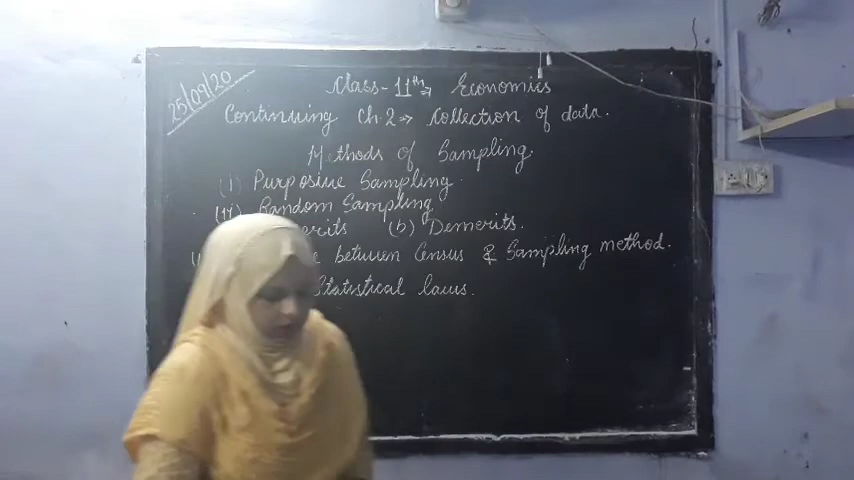 25/09/20
Class-11th Economics
Continuing Ch.2 → Collection of data.
Methods of Sampling.
(i) Purposive Sampling.
(ii) Random Sampling
(b) Demerits.
between Census & Sampling method.
Statistical laws.